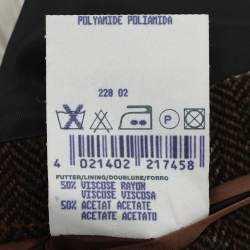 POLYAMIDE POLIAMIDA
228 02
P
4 021402 217458
FUTTER/LINING/DOUBLURE/FORRO
50% VISCOSE RAYON
VISCOSE VISCOSA
50% ACETAT ACETATE
ACETATE ACETATO